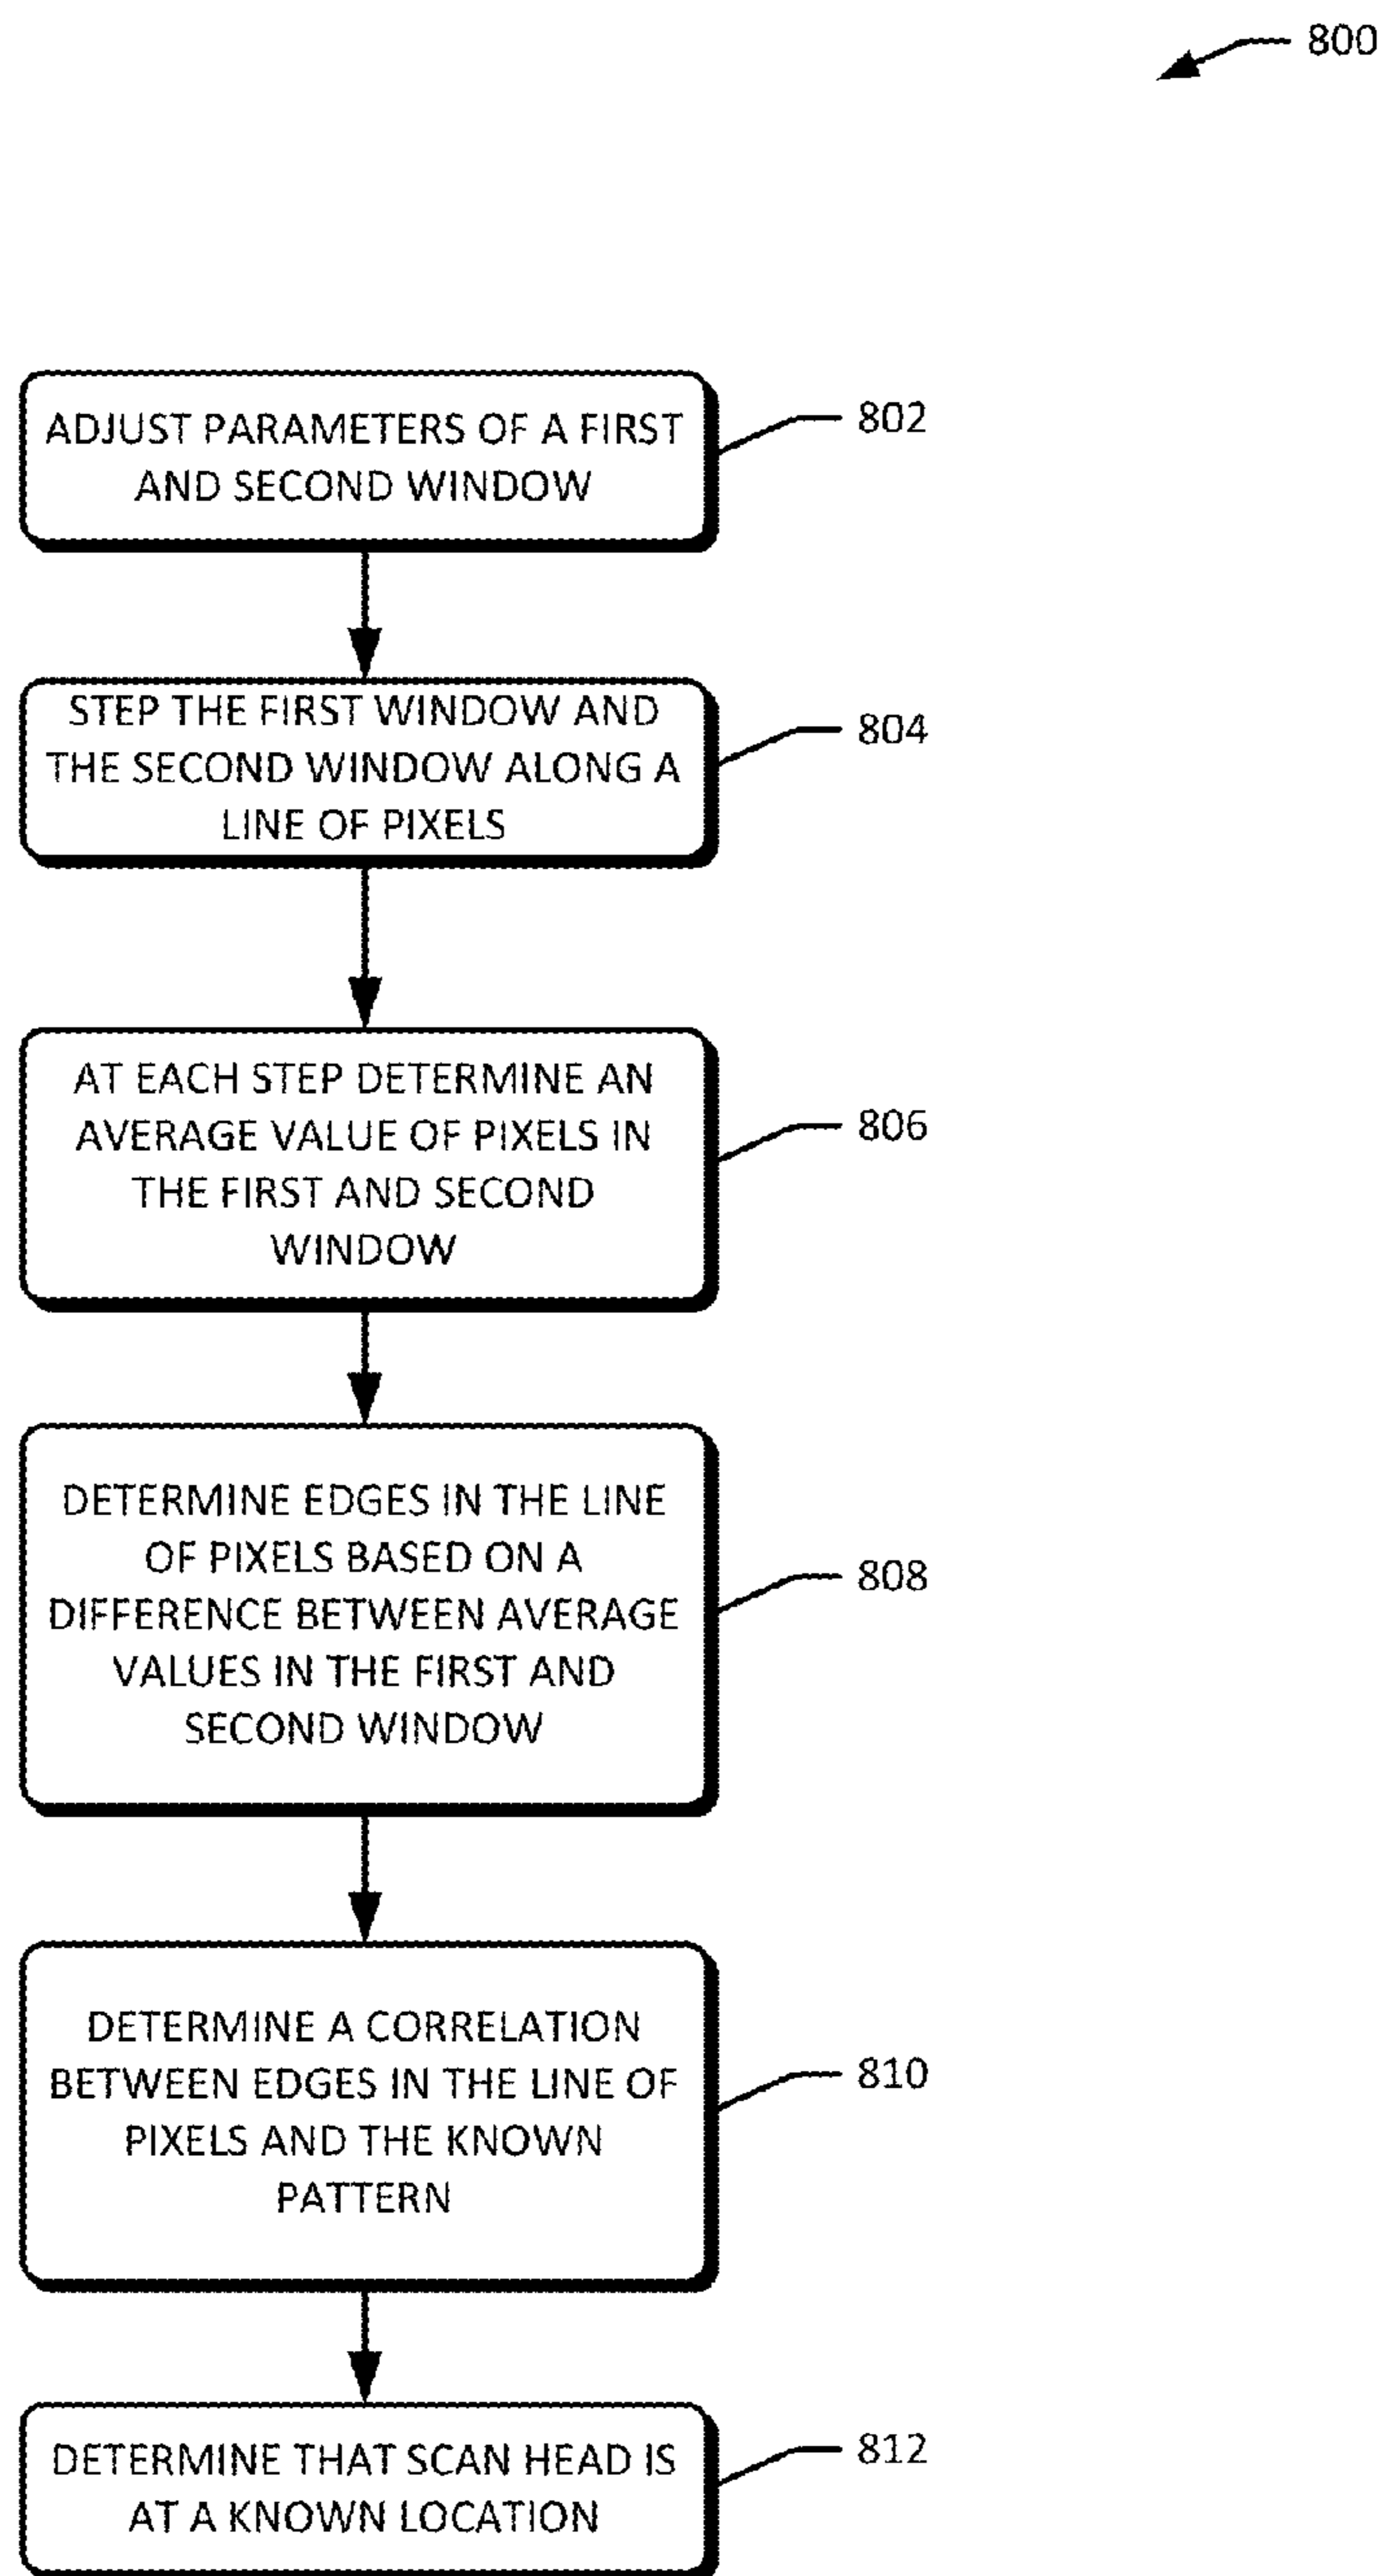 800
ADJUST PARAMETERS OF A FIRST
AND SECOND WINDOW
802
STEP THE FIRST WINDOW AND
THE SECOND WINDOW ALONG A
LINE OF PIXELS
804
AT EACH STEP DETERMINE AN
AVERAGE VALUE OF PIXELS IN
THE FIRST AND SECOND
WINDOW
806
DETERMINE EDGES IN THE LINE
OF PIXELS BASED ON A
DIFFERENCE BETWEEN AVERAGE
VALUES IN THE FIRST AND
SECOND WINDOW
808
DETERMINE A CORRELATION
BETWEEN EDGES IN THE LINE OF
PIXELS AND THE KNOWN
PATTERN
810
DETERMINE THAT SCAN HEAD IS
AT A KNOWN LOCATION
812